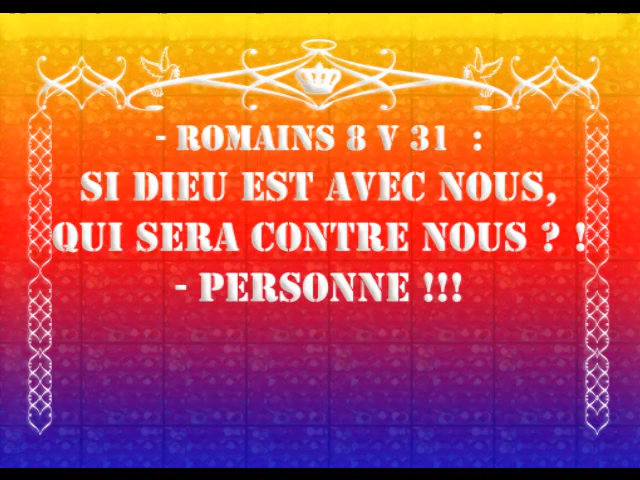 - ROMAINS 8 V 31 :
SI DIEU EST AVEC NOUS,
QUI SERA CONTRE NOUS ? !
- PERSONNE !!!